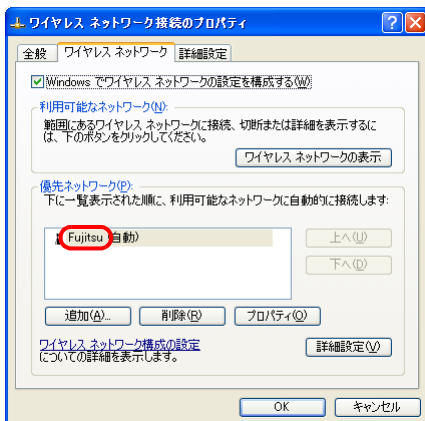 ワイヤレス ネットワーク接続のプロパティ
全般 ワイヤレス ネットワーク 詳細設定
Windows でワイヤレス ネットワークの設定を構成する(W)
利用可能なネットワーク(N):
範囲にあるワイヤレス ネットワークに接続、切断または詳細を表示するに
は、下のボタンをクリックしてください。
ワイヤレス ネットワークの表示
優先ネットワーク(P):
下に一覧表示された順に、利用可能なネットワークに自動的に接続します:
Fujitsu 自動)
上へ(U)
下へ(D)
追加(A)... 削除(R) プロパティ(O)
ワイヤレス ネットワーク構成の設定
についての詳細を表示します。
詳細設定(V)
OK キャンセル